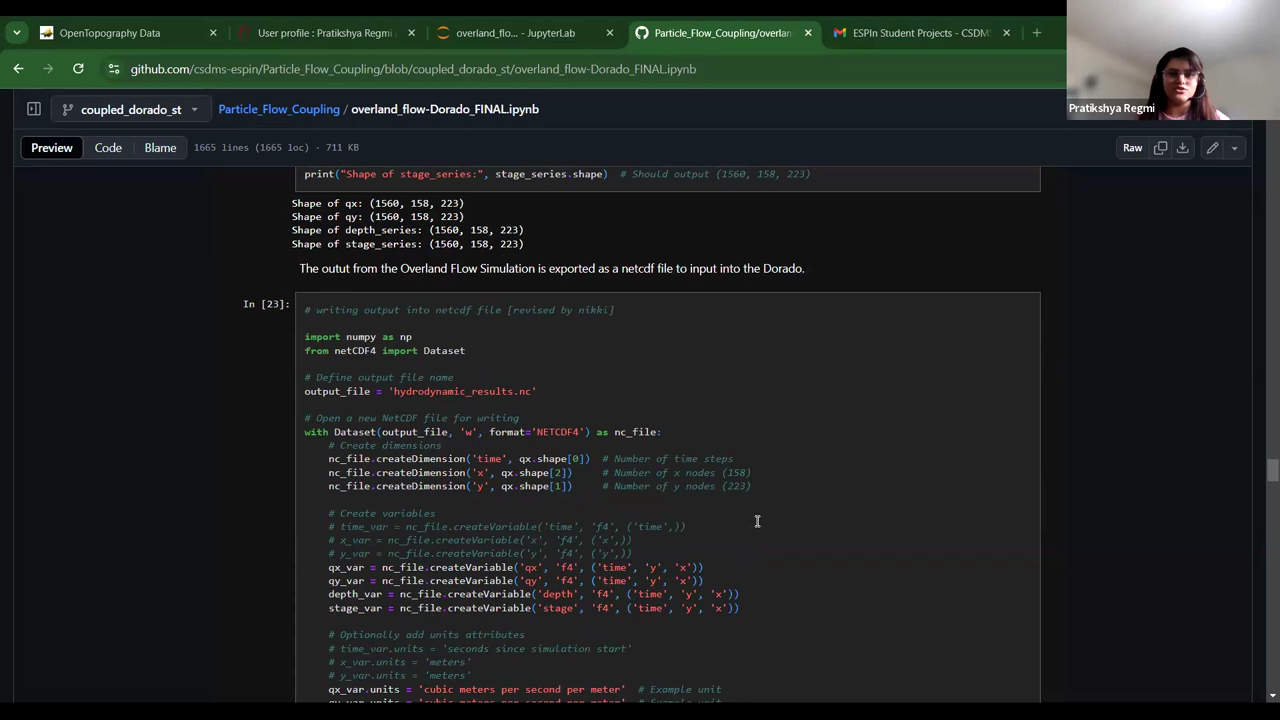 OpenTopography Data
User profile : Pratikshya Regmi
overland_flo... - JupyterLab
Particle_Flow_Coupling/overlan
ESPIn Student Projects - CSDMS
github.com/csdms-espin/Particle_Flow_Coupling/blob/coupled_dorado_st/overland_flow-Dorado_FINAL.ipynb
Pratikshya Regmi
coupled_dorado_st
Particle_Flow_Coupling / overland_flow-Dorado_FINAL.ipynb
Preview Code Blame 1665 lines (1665 loc) · 711 KB Raw
print("Shape of stage_series:", stage_series.shape) # Should output (1560, 158, 223)
Shape of qx: (1560, 158, 223)
Shape of qy: (1560, 158, 223)
Shape of depth_series: (1560, 158, 223)
Shape of stage_series: (1560, 158, 223)
The outut from the Overland FLow Simulation is exported as a netcdf file to input into the Dorado.
In [23]:
# writing output into netcdf file [revised by nikki]
import numpy as np
from netCDF4 import Dataset
# Define output file name
output_file = 'hydrodynamic_results.nc'
# Open a new NetCDF file for writing
with Dataset(output_file, 'w', format='NETCDF4') as nc_file:
# Create dimensions
nc_file.createDimension('time', qx.shape[0]) # Number of time steps
nc_file.createDimension('x', qx.shape[2]) # Number of x nodes (158)
nc_file.createDimension('y', qx.shape[1]) # Number of y nodes (223)
# Create variables
# time_var = nc_file.createVariable('time', 'f4', ('time',))
# x_var = nc_file.createVariable('x', 'f4', ('x',))
# y_var = nc_file.createVariable('y', 'f4', ('y',))
qx_var = nc_file.createVariable('qx', 'f4', ('time', 'y', 'x'))
qy_var = nc_file.createVariable('qy', 'f4', ('time', 'y', 'x'))
depth_var = nc_file.createVariable('depth', 'f4', ('time', 'y', 'x'))
stage_var = nc_file.createVariable('stage', 'f4', ('time', 'y', 'x'))
# Optionally add units attributes
# time_var.units = 'seconds since simulation start'
# x_var.units = 'meters'
# y_var.units = 'meters'
qx_var.units = 'cubic meters per second per meter' # Example unit
qy_var.units = 'cubic meters per second per meter' # Example unit